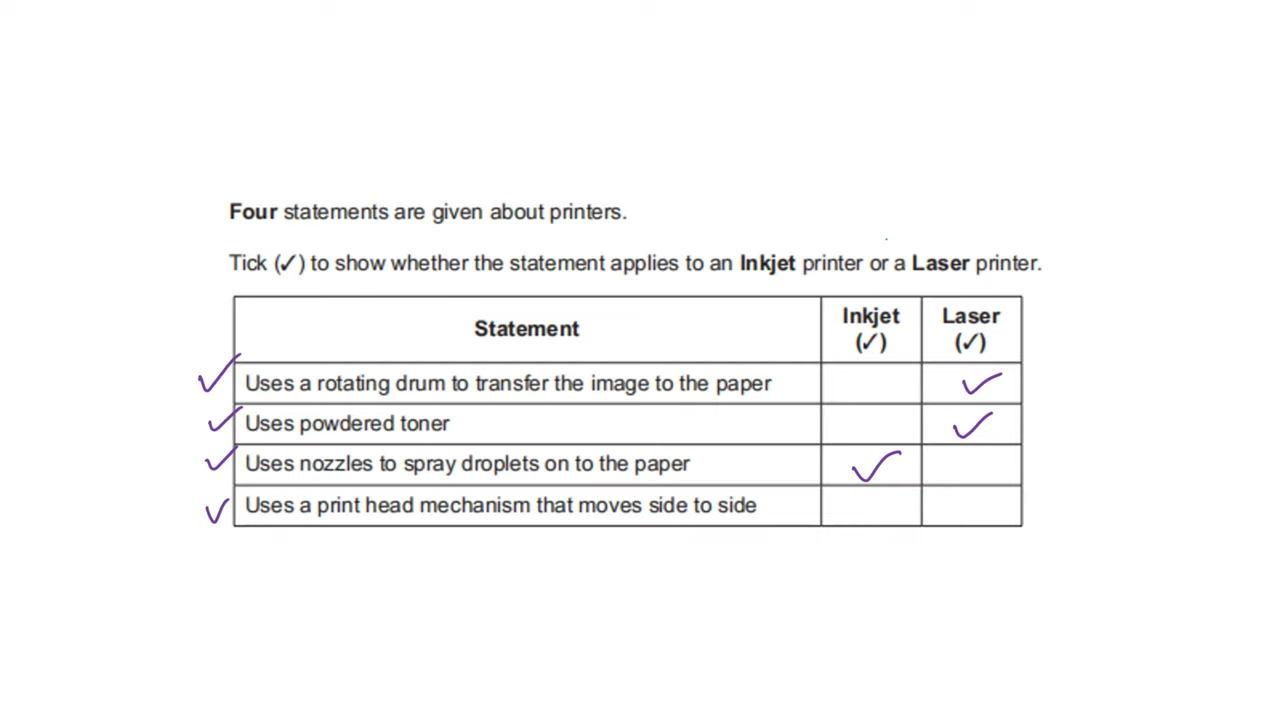 Four statements are given about printers.
Tick (✓) to show whether the statement applies to an Inkjet printer or a Laser printer.
Statement Inkjet (✓) Laser (✓)
✓ Uses a rotating drum to transfer the image to the paper ✓
✓ Uses powdered toner ✓
✓ Uses nozzles to spray droplets on to the paper ✓
✓ Uses a print head mechanism that moves side to side